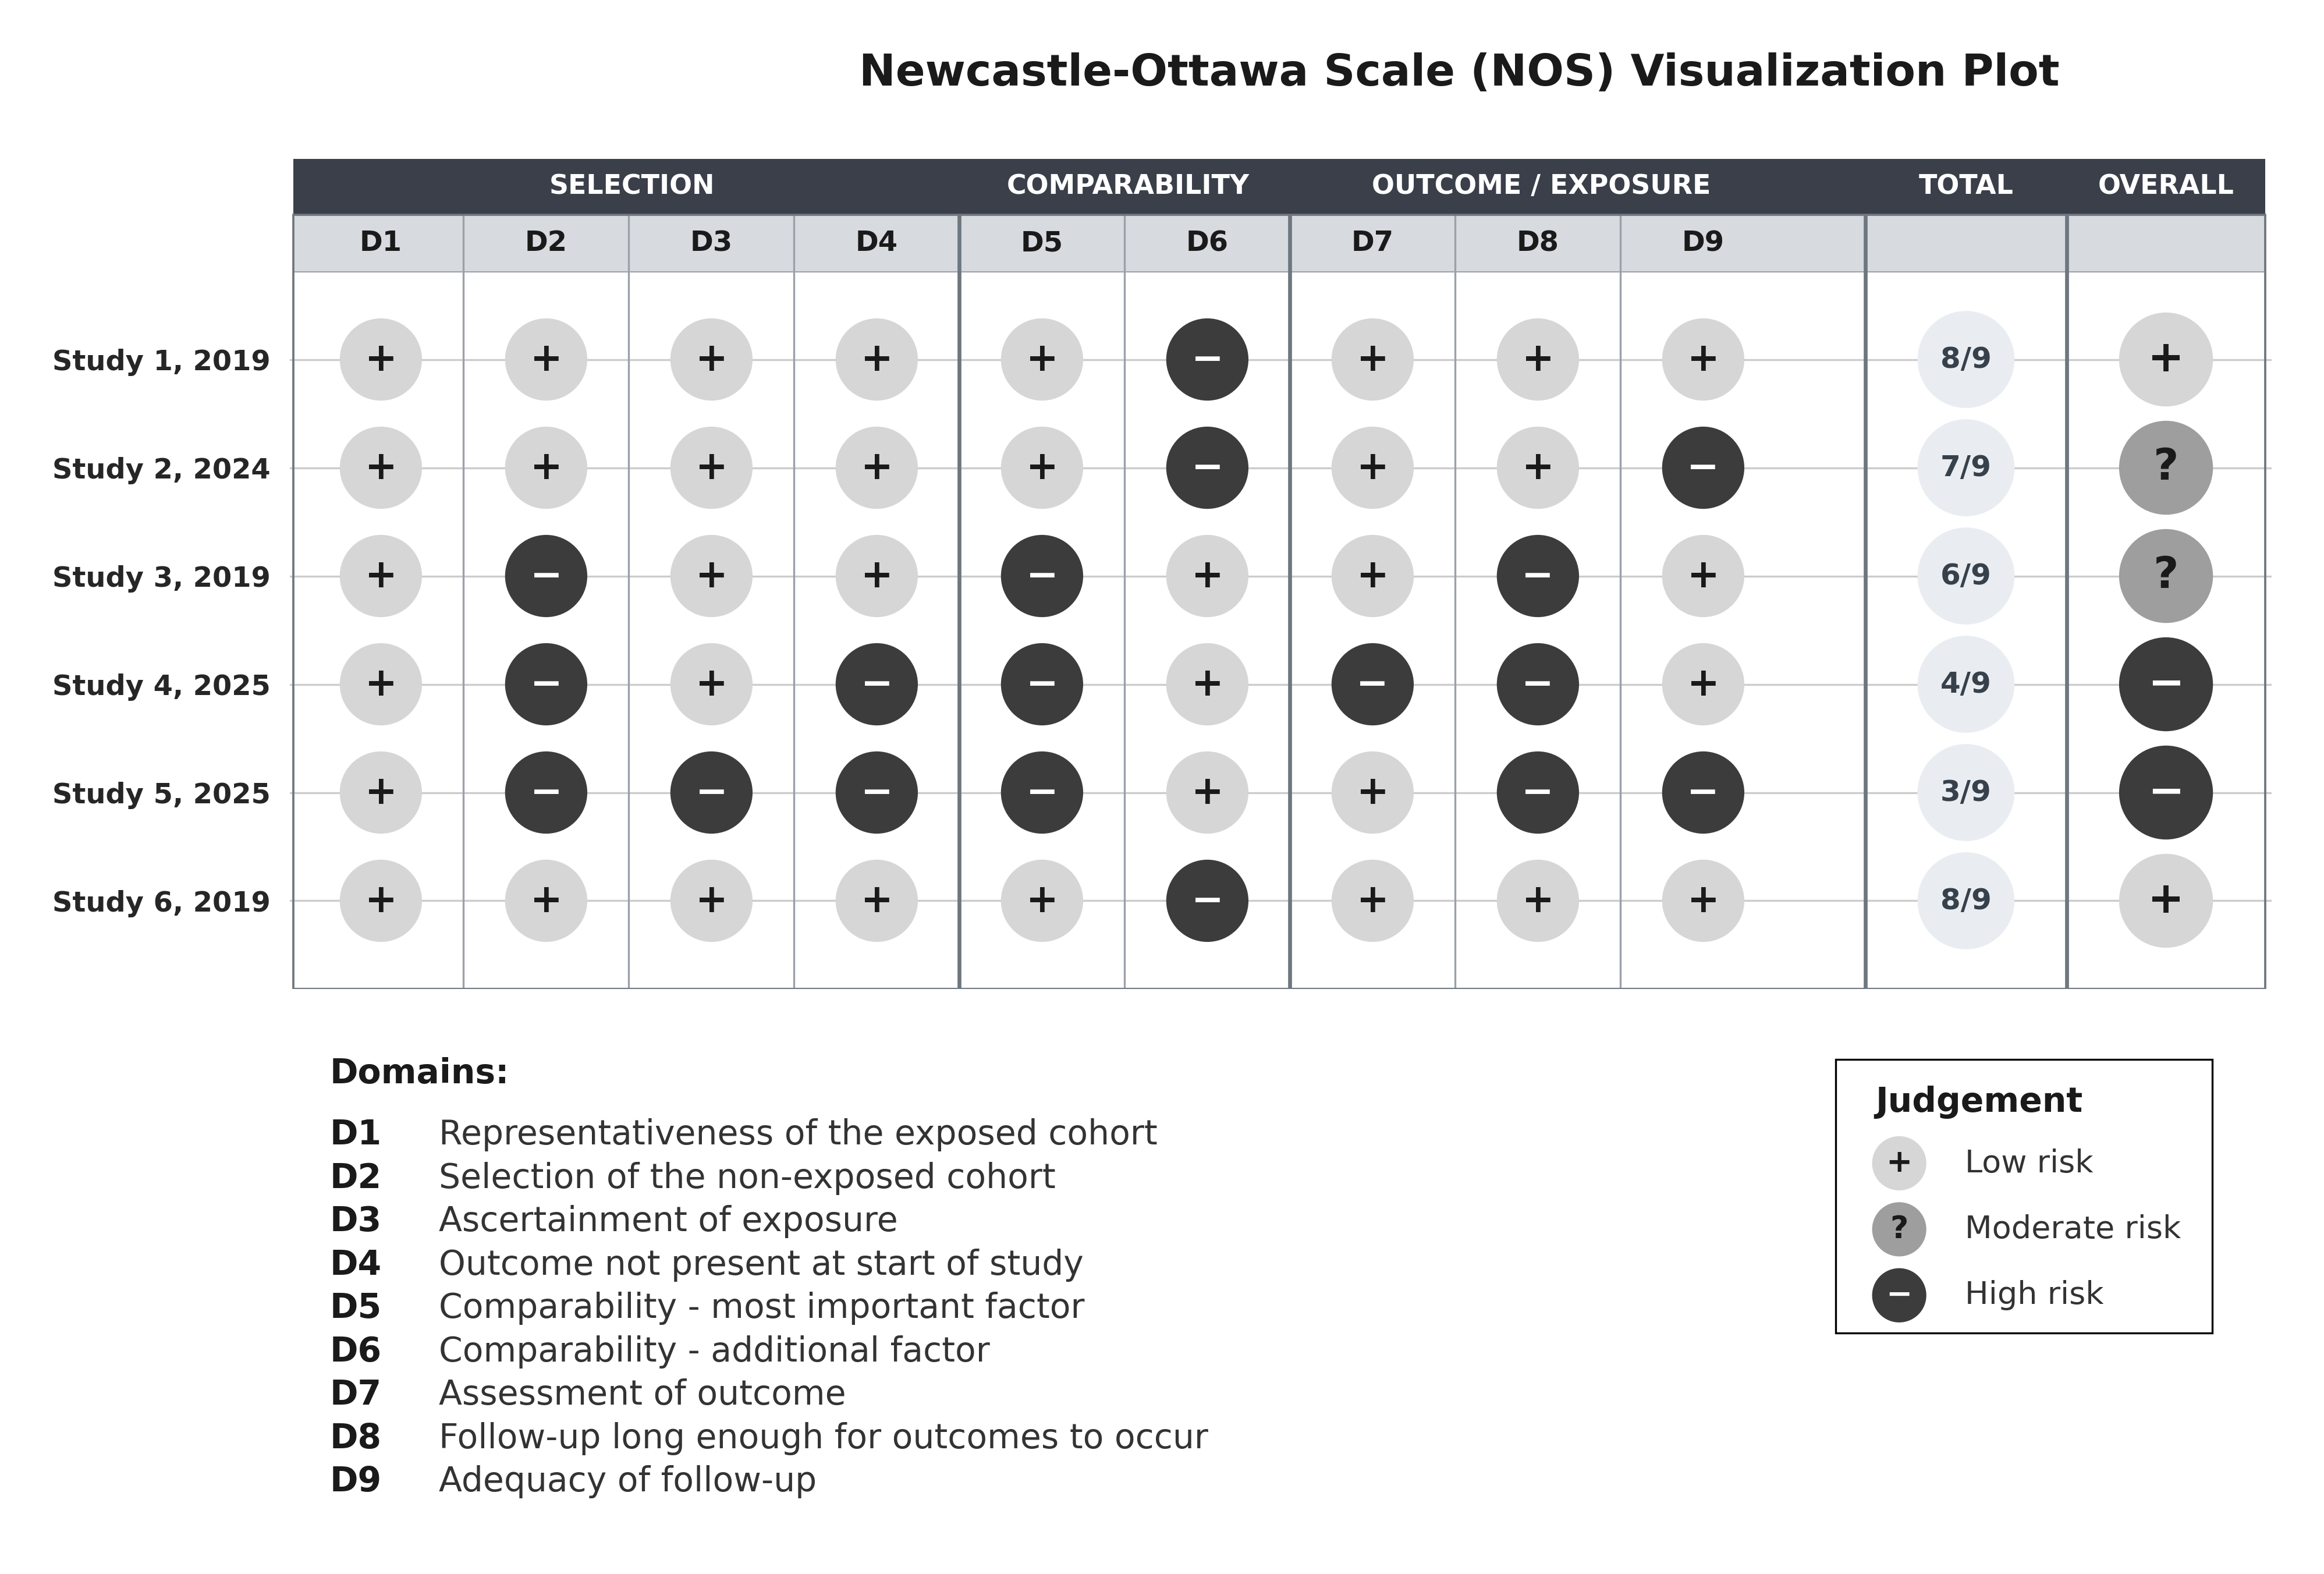 Newcastle-Ottawa Scale (NOS) Visualization Plot
SELECTION COMPARABILITY OUTCOME / EXPOSURE TOTAL OVERALL
D1 D2 D3 D4 D5 D6 D7 D8 D9
Study 1, 2019 + + + + + − + + + 8/9 +
Study 2, 2024 + + + + + − + + − 7/9 ?
Study 3, 2019 + − + + − + + − + 6/9 ?
Study 4, 2025 + − + − − + − − + 4/9 −
Study 5, 2025 + − − − − + + − − 3/9 −
Study 6, 2019 + + + + + − + + + 8/9 +
Domains:
D1 Representativeness of the exposed cohort
D2 Selection of the non-exposed cohort
D3 Ascertainment of exposure
D4 Outcome not present at start of study
D5 Comparability - most important factor
D6 Comparability - additional factor
D7 Assessment of outcome
D8 Follow-up long enough for outcomes to occur
D9 Adequacy of follow-up
Judgement
+ Low risk
? Moderate risk
− High risk